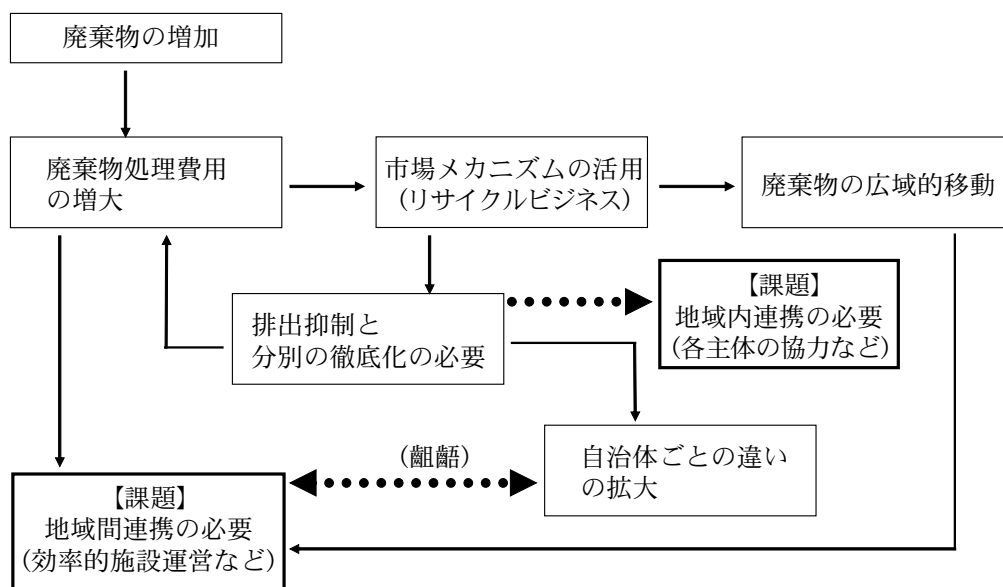 廃棄物の増加
廃棄物処理費用
の増大
市場メカニズムの活用
(リサイクルビジネス)
廃棄物の広域的移動
排出抑制と
分別の徹底化の必要
【課題】
地域内連携の必要
(各主体の協力など)
(齟齬)
自治体ごとの違い
の拡大
【課題】
地域間連携の必要
(効率的施設運営など)